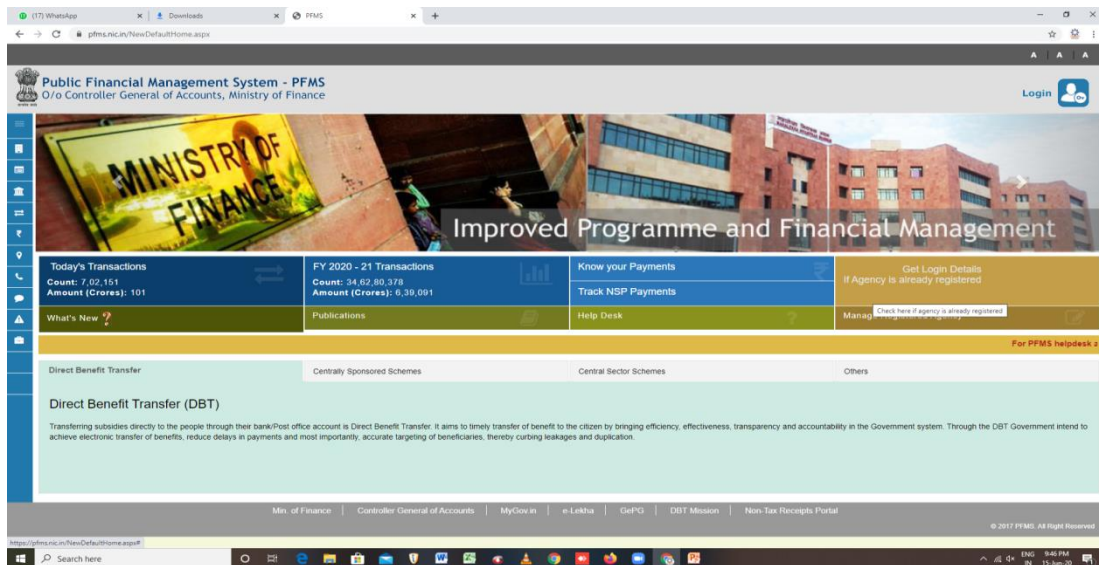 (17) WhatsApp
Downloads
PFMS
pfms.nic.in/NewDefaultHome.aspx
A | A | A
Public Financial Management System - PFMS
O/o Controller General of Accounts, Ministry of Finance
Login
MINISTRY OF
FINANCE
Improved Programme and Financial Management
Today's Transactions
Count: 7,02,151
Amount (Crores): 101
FY 2020 - 21 Transactions
Count: 34,62,80,378
Amount (Crores): 6,39,091
Know your Payments
Track NSP Payments
Get Login Details
If Agency is already registered
Check here if agency is already registered
What's New ?
Publications
Help Desk
?
For PFMS helpdesk
Direct Benefit Transfer
Centrally Sponsored Schemes
Central Sector Schemes
Others
Direct Benefit Transfer (DBT)
Transferring subsidies directly to the people through their bank/Post office account is Direct Benefit Transfer. It aims to timely transfer of benefit to the citizen by bringing efficiency, effectiveness, transparency and accountability in the Government system. Through the DBT Government intend to
achieve electronic transfer of benefits, reduce delays in payments and most importantly, accurate targeting of beneficiaries, thereby curbing leakages and duplication.
Min. of Finance | Controller General of Accounts | MyGov.in | e-Lekha | GePG | DBT Mission | Non-Tax Receipts Portal
© 2017 PFMS. All Right Reserved
https://pfms.nic.in/NewDefaultHome.aspx#
Search here
ENG
IN
9:46 PM
15-Jun-20